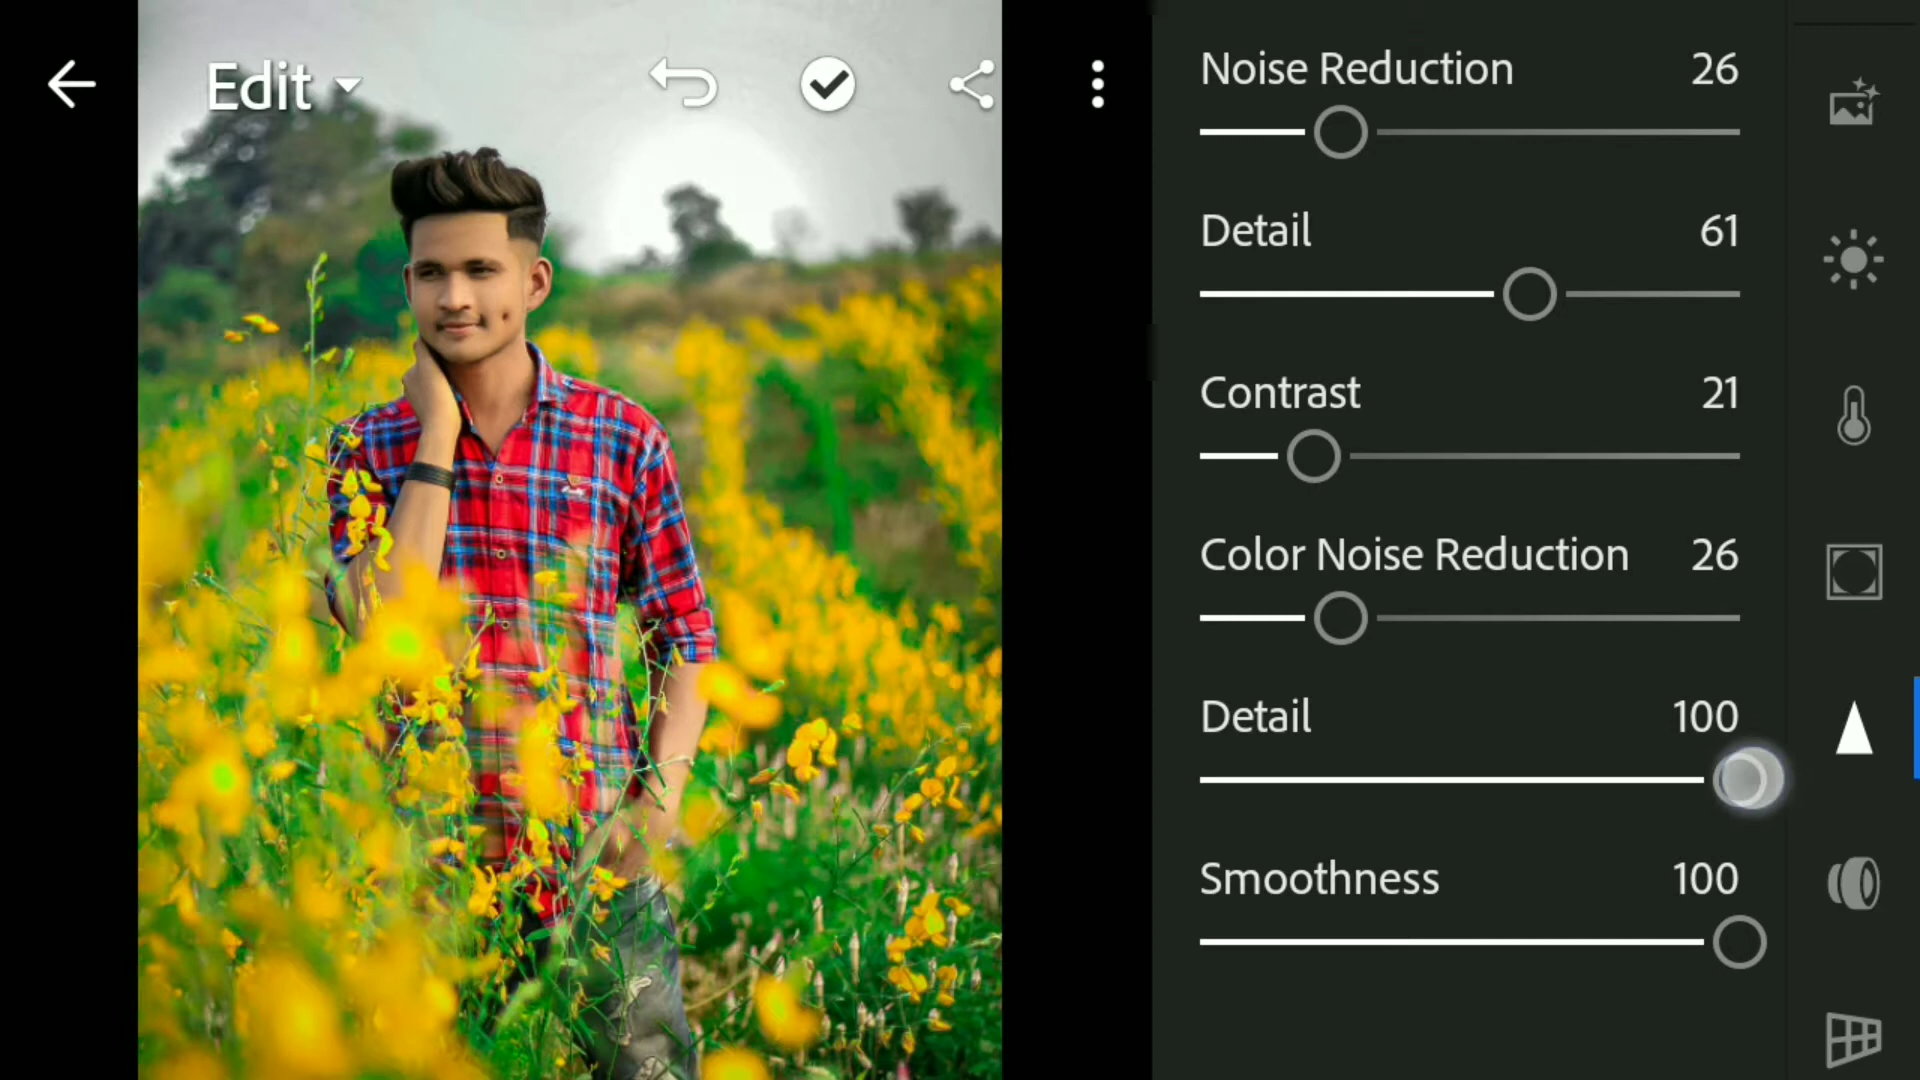 Edit
Noise Reduction 26
Detail 61
Contrast 21
Color Noise Reduction 26
Detail 100
Smoothness 100